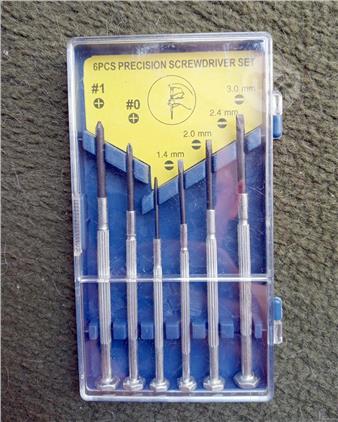 6PCS PRECISION SCREWDRIVER SET
#1
#0
3.0 mm
2.4 mm
2.0 mm
1.4 mm